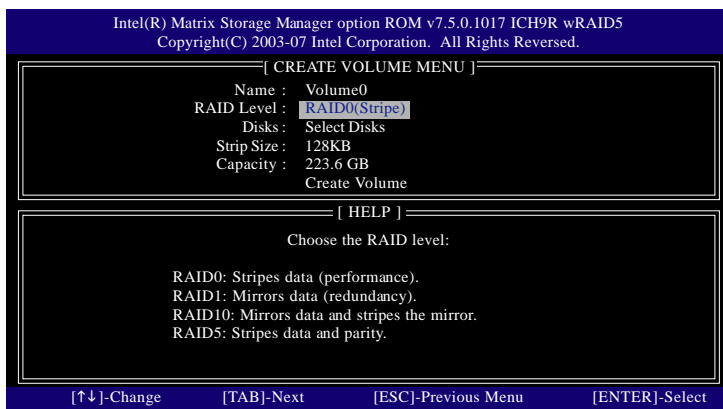 Intel(R) Matrix Storage Manager option ROM v7.5.0.1017 ICH9R wRAID5
Copyright(C) 2003-07 Intel Corporation. All Rights Reversed.
[ CREATE VOLUME MENU ]
Name : Volume0
RAID Level : RAID0(Stripe)
Disks : Select Disks
Strip Size : 128KB
Capacity : 223.6 GB
Create Volume
[ HELP ]
Choose the RAID level:
RAID0: Stripes data (performance).
RAID1: Mirrors data (redundancy).
RAID10: Mirrors data and stripes the mirror.
RAID5: Stripes data and parity.
[↑↓]-Change [TAB]-Next [ESC]-Previous Menu [ENTER]-Select